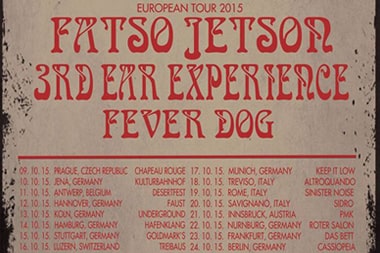 EUROPEAN TOUR 2015
FATSO JETSON
3RD EAR EXPERIENCE
FEVER DOG
09. 10. 15. PRAGUE, CZECH REPUBLIC CHAPEAU ROUGE 17. 10. 15. MUNICH, GERMANY KEEP IT LOW
10. 10. 15. JENA, GERMANY KULTURBAHNHOF 18. 10. 15. TREVISO, ITALY ALTROQUANDO
11. 10. 15. ANTWERP, BELGIUM DESERTFEST 19. 10. 15. ROME, ITALY SINISTER NOISE
12. 10. 15. HANNOVER, GERMANY FAUST 20. 10. 15. SAVIGNANO, ITALY SIDRO
13. 10. 15. KOLN, GERMANY UNDERGROUND 21. 10. 15. INNSBRUCK, AUSTRIA PMK
14. 10. 15. HAMBURG, GERMANY HAFENKLANG 22. 10. 15. NURNBURG, GERMANY ROTER SALON
15. 10. 15. STUTTGART, GERMANY GOLDMARK'S 23. 10. 15. FRANKFURT, GERMANY DAS BETT
16. 10. 15. LUZERN, SWITZERLAND TREIBAUS 24. 10. 15. BERLIN, GERMANY CASSIOPEIA